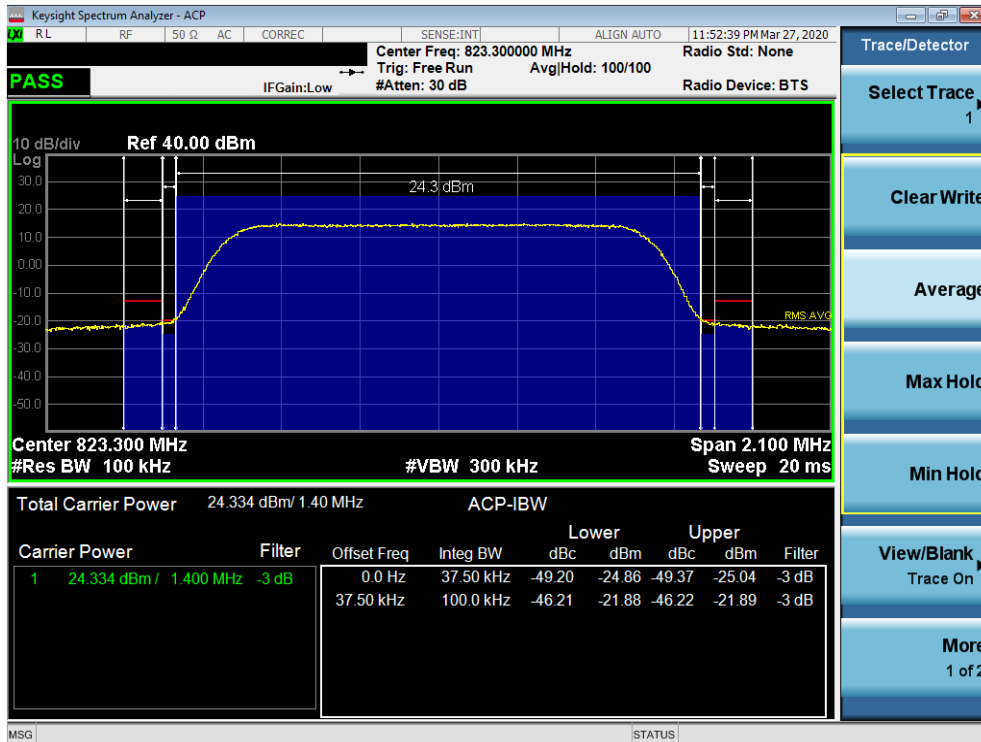 Keysight Spectrum Analyzer - ACP
LXI RL RF 50 Ω AC CORREC SENSE:INT ALIGN AUTO 11:52:39 PM Mar 27, 2020
Center Freq: 823.300000 MHz Radio Std: None
Trig: Free Run Avg|Hold: 100/100
PASS IFGain:Low #Atten: 30 dB Radio Device: BTS
10 dB/div Ref 40.00 dBm
Log
30.0
24.3 dBm
20.0
10.0
0.00
-10.0
-20.0
RMS AVG
-30.0
-40.0
-50.0
Center 823.300 MHz Span 2.100 MHz
#Res BW 100 kHz #VBW 300 kHz Sweep 20 ms
Total Carrier Power 24.334 dBm/ 1.40 MHz ACP-IBW
Lower Upper
Carrier Power Filter Offset Freq Integ BW dBc dBm dBc dBm Filter
1 24.334 dBm / 1.400 MHz -3 dB 0.0 Hz 37.50 kHz -49.20 -24.86 -49.37 -25.04 -3 dB
37.50 kHz 100.0 kHz -46.21 -21.88 -46.22 -21.89 -3 dB
MSG STATUS
Trace/Detector
Select Trace
1
Clear Write
Average
Max Hold
Min Hold
View/Blank
Trace On
More
1 of 2